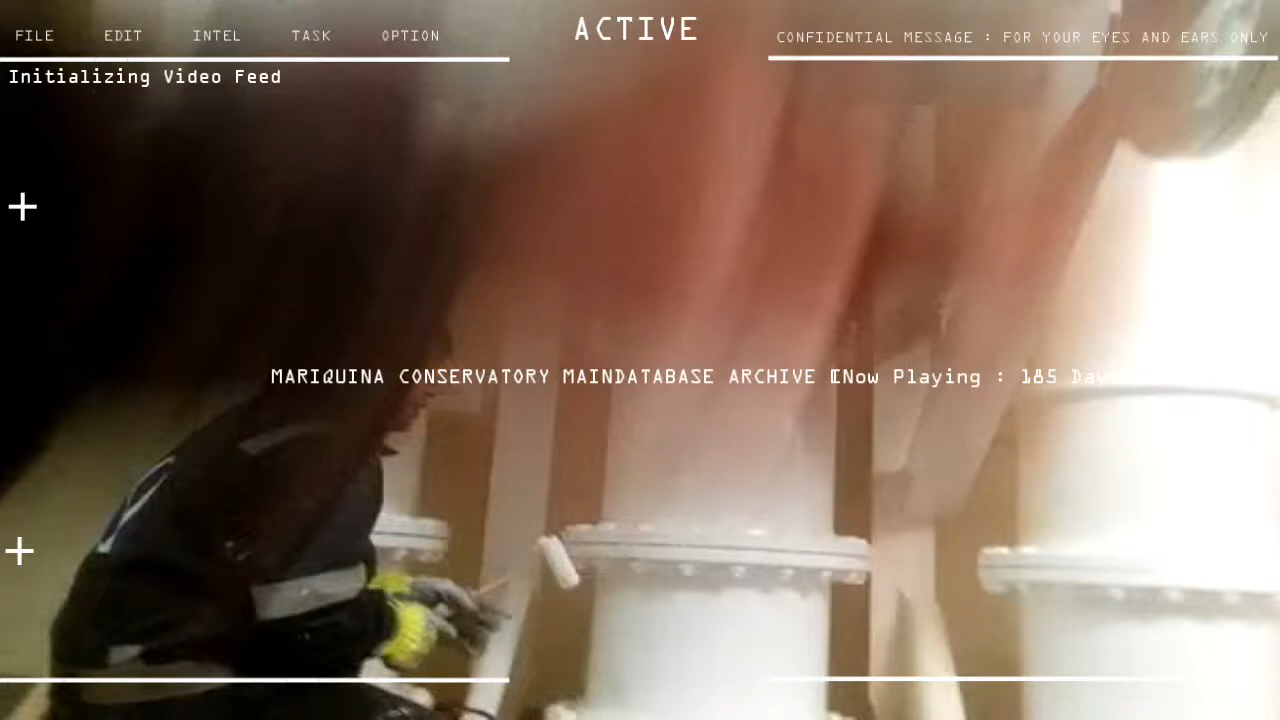 FILE EDIT INTEL TASK OPTION
ACTIVE
CONFIDENTIAL MESSAGE : FOR YOUR EYES AND EARS ONLY
Initializing Video Feed
MARIQUINA CONSERVATORY MAINDATABASE ARCHIVE [Now Playing : 185 Days